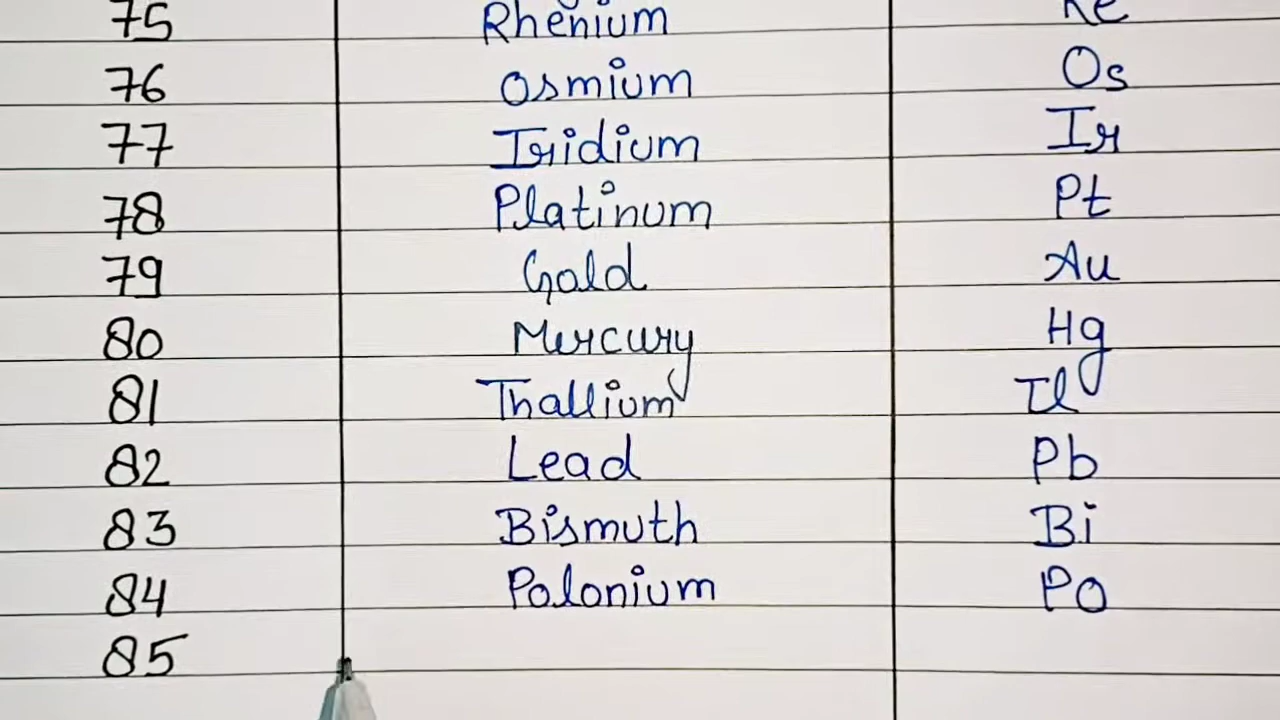 75 Rhenium Re
76 Osmium Os
77 Iridium Ir
78 Platinum Pt
79 Gold Au
80 Mercury Hg
81 Thallium Tl
82 Lead Pb
83 Bismuth Bi
84 Polonium Po
85